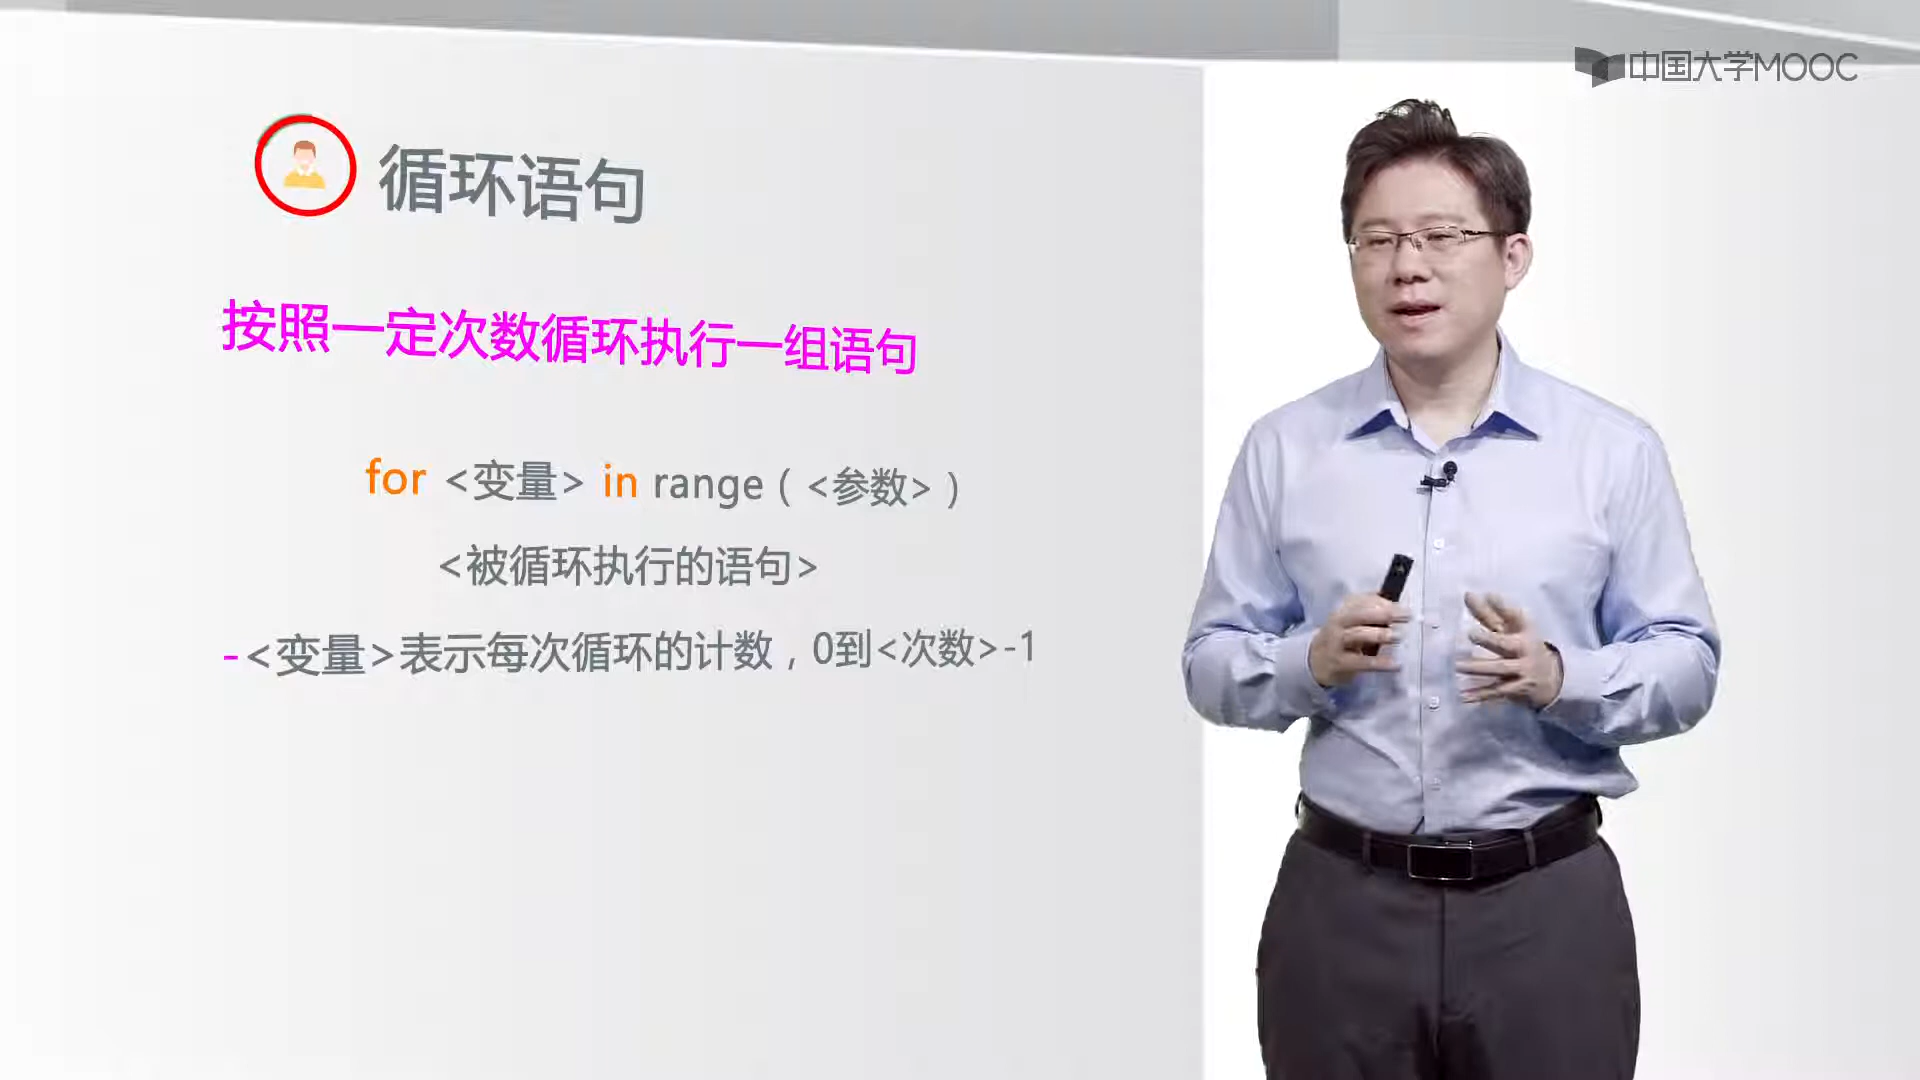 中国大学MOOC
循环语句
按照一定次数循环执行一组语句
for <变量> in range（<参数>）
<被循环执行的语句>
-<变量>表示每次循环的计数，0到<次数>-1